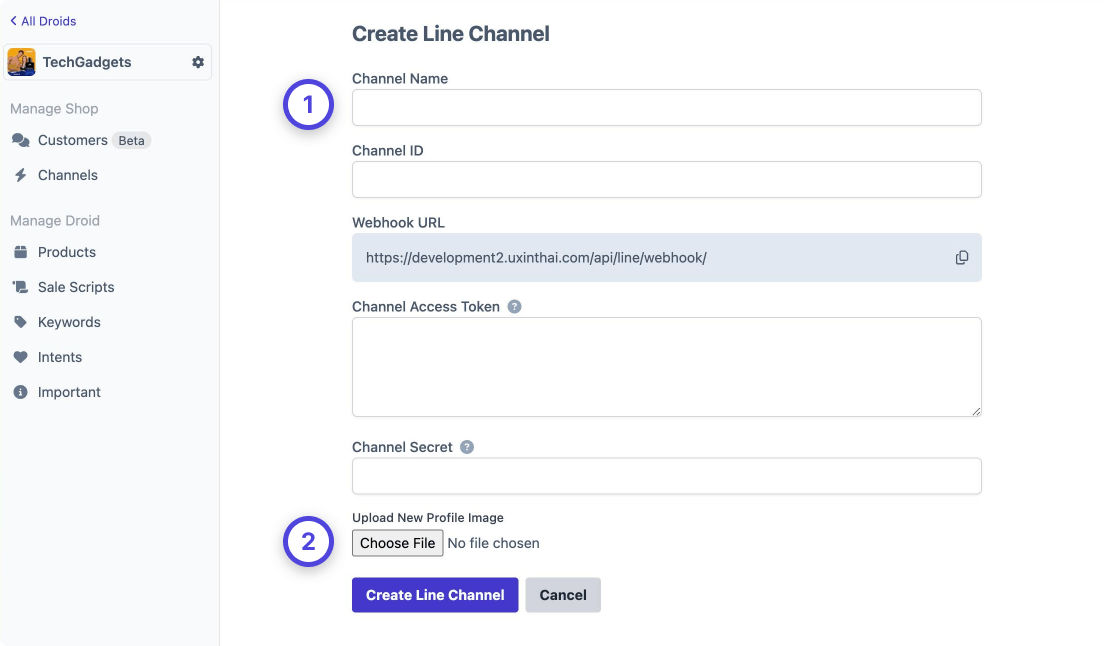 All Droids
TechGadgets
Manage Shop
Customers Beta
Channels
Manage Droid
Products
Sale Scripts
Keywords
Intents
Important
Create Line Channel
1
Channel Name
Channel ID
Webhook URL
https://development2.uxinthai.com/api/line/webhook/
Channel Access Token ?
Channel Secret ?
2
Upload New Profile Image
Choose File No file chosen
Create Line Channel Cancel